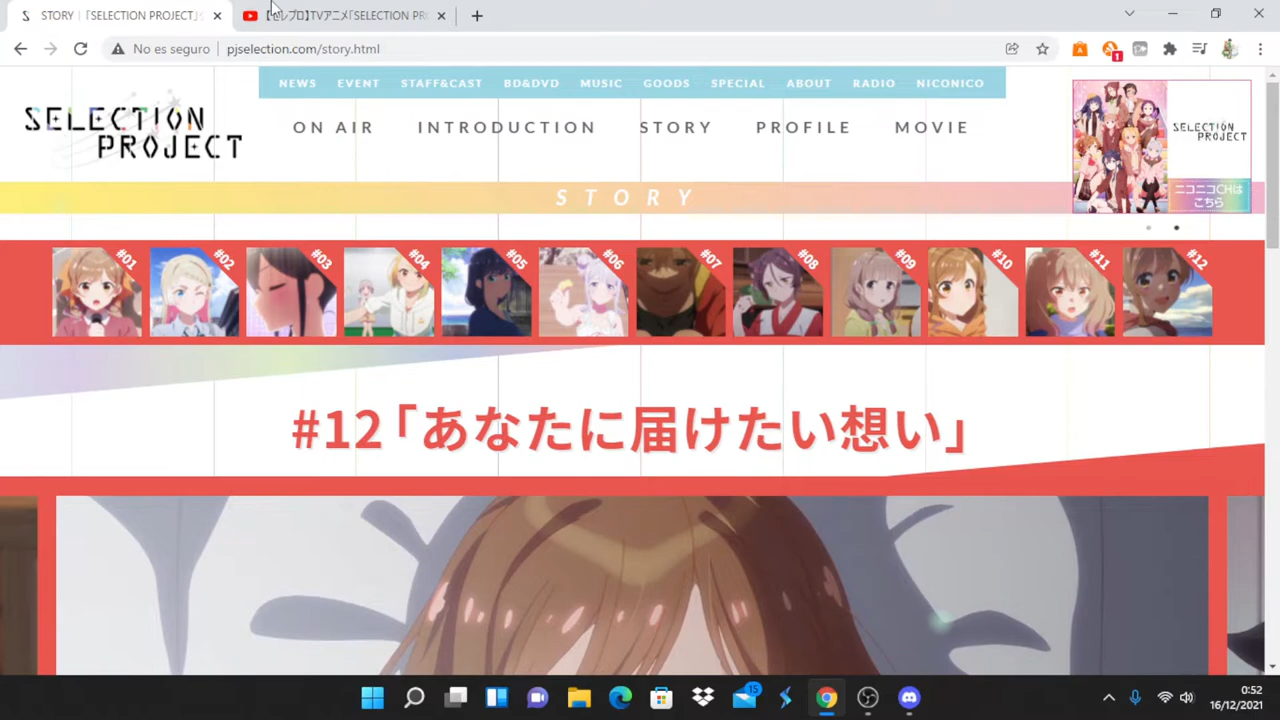 STORY | 「SELECTION PROJECT」
【セレプロ】TVアニメ「SELECTION PR
No es seguro
pjselection.com/story.html
1
NEWS EVENT STAFF&CAST BD&DVD MUSIC GOODS SPECIAL ABOUT RADIO NICONICO
SELECTION PROJECT
ON AIR INTRODUCTION STORY PROFILE MOVIE
SELECTION PROJECT
ニコニコCHは
こちら
STORY
#01 #02 #03 #04 #05 #06 #07 #08 #09 #10 #11 #12
#12「あなたに届けたい想い」
15
0:52
16/12/2021